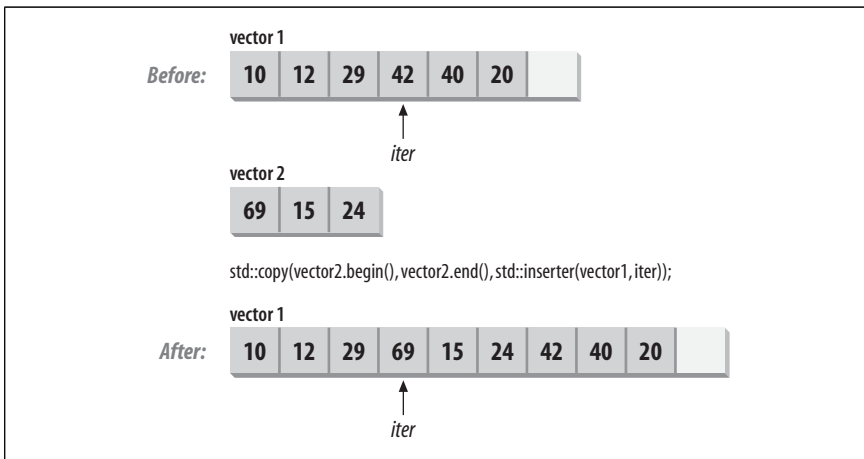 vector 1
Before: 10 12 29 42 40 20
iter
vector 2
69 15 24
std::copy(vector2.begin(), vector2.end(), std::inserter(vector1, iter));
vector 1
After: 10 12 29 69 15 24 42 40 20
iter